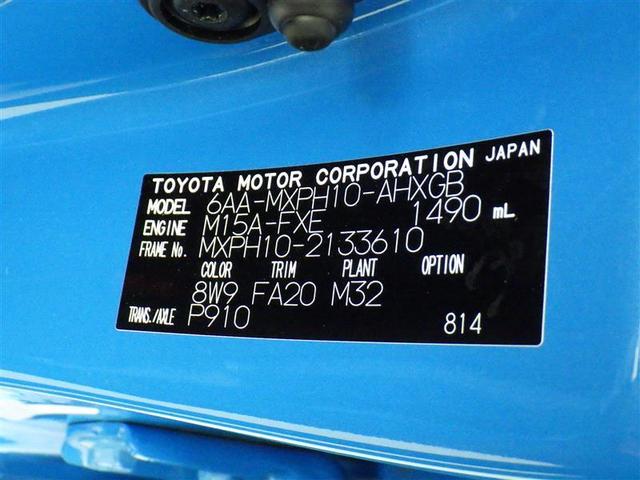 TOYOTA MOTOR CORPORATION JAPAN
MODEL 6AA-MXPH10-AHXGB
ENGINE M15A-FXE 1490 mL
FRAME No. MXPH10-2133610
COLOR TRIM PLANT OPTION
8W9 FA20 M32
TRANS./AXLE P910 814